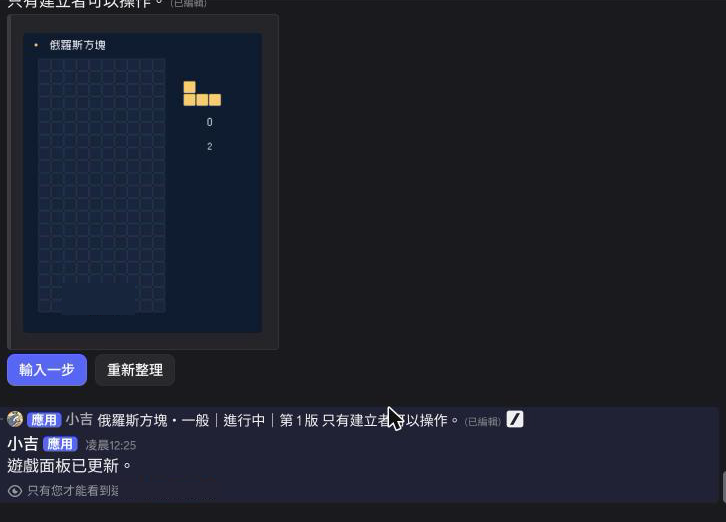 只有建立者可以操作。(已編輯)
俄羅斯方塊
0
2
輸入一步
重新整理
應用 小吉 俄羅斯方塊・一般｜進行中｜第 1 版 只有建立者可以操作。(已編輯)
小吉 應用 凌晨12:25
遊戲面板已更新。
只有您才能看到